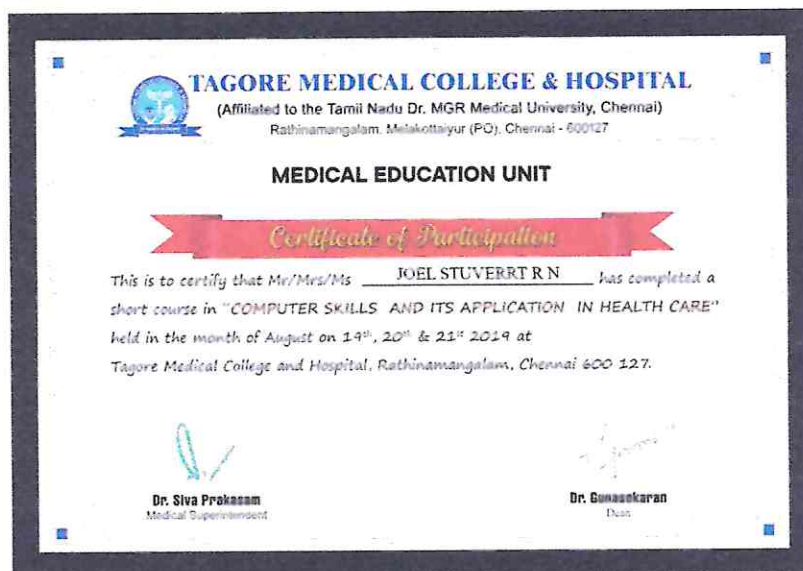 TAGORE MEDICAL COLLEGE & HOSPITAL
(Affiliated to the Tamil Nadu Dr. MGR Medical University, Chennai)
Rathinamangalam, Melakottaiyur (PO), Chennai - 600127
MEDICAL EDUCATION UNIT
Certificate of Participation
This is to certify that Mr/Mrs/Ms JOEL STUVERRT R N has completed a
short course in "COMPUTER SKILLS AND ITS APPLICATION IN HEALTH CARE"
held in the month of August on 19th, 20th & 21st 2019 at
Tagore Medical College and Hospital, Rathinamangalam, Chennai 600 127.
Dr. Siva Prakasam
Medical Superintendent
Dr. Gunasekaran
Dean